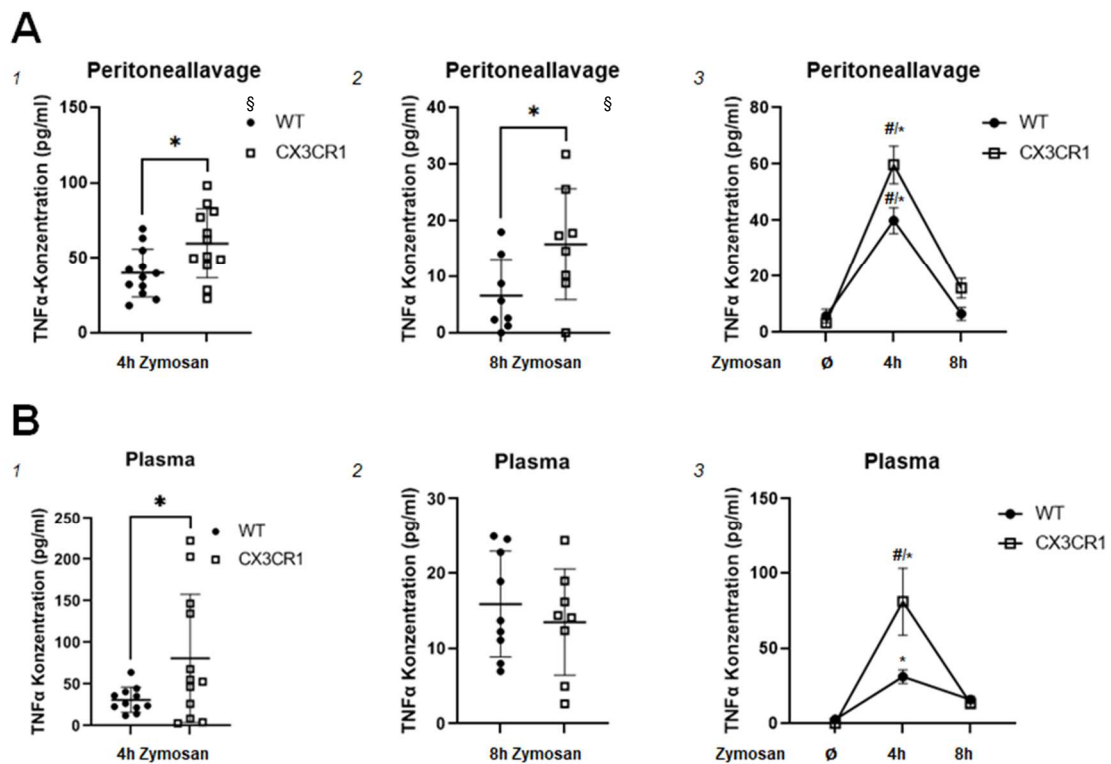 A
1
Peritoneallavage
TNFα-Konzentration (pg/ml)
150
100
50
0
*
§
WT
CX3CR1
4h Zymosan
2
Peritoneallavage
TNFα Konzentration (pg/ml)
40
30
20
10
0
*
§
8h Zymosan
3
Peritoneallavage
TNFα Konzentration (pg/ml)
80
60
40
20
0
#/*
#/*
WT
CX3CR1
Zymosan ø 4h 8h
B
1
Plasma
TNFα Konzentration (pg/ml)
250
200
150
100
50
0
*
WT
CX3CR1
4h Zymosan
2
Plasma
TNFα Konzentration (pg/ml)
30
20
10
0
8h Zymosan
3
Plasma
TNFα Konzentration (pg/ml)
150
100
50
0
#/*
*
WT
CX3CR1
Zymosan ø 4h 8h